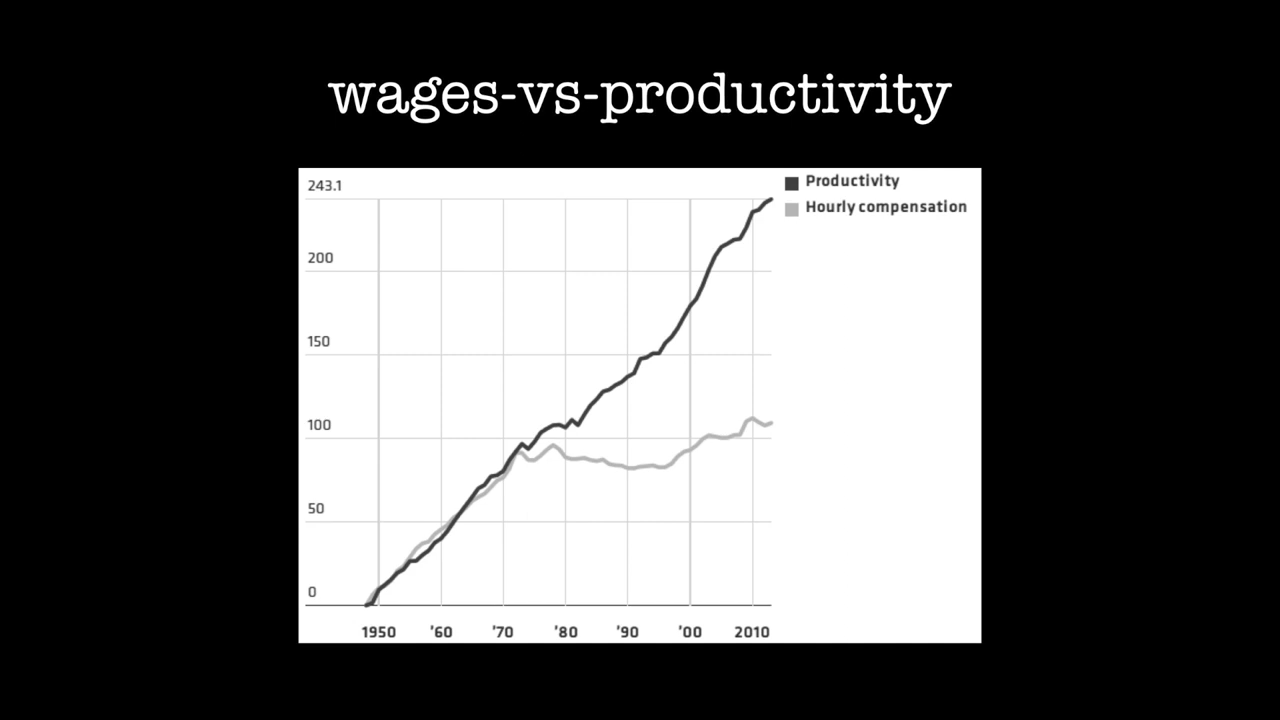 wages-vs-productivity
243.1
Productivity
Hourly compensation
200
150
100
50
0
1950 '60 '70 '80 '90 '00 2010